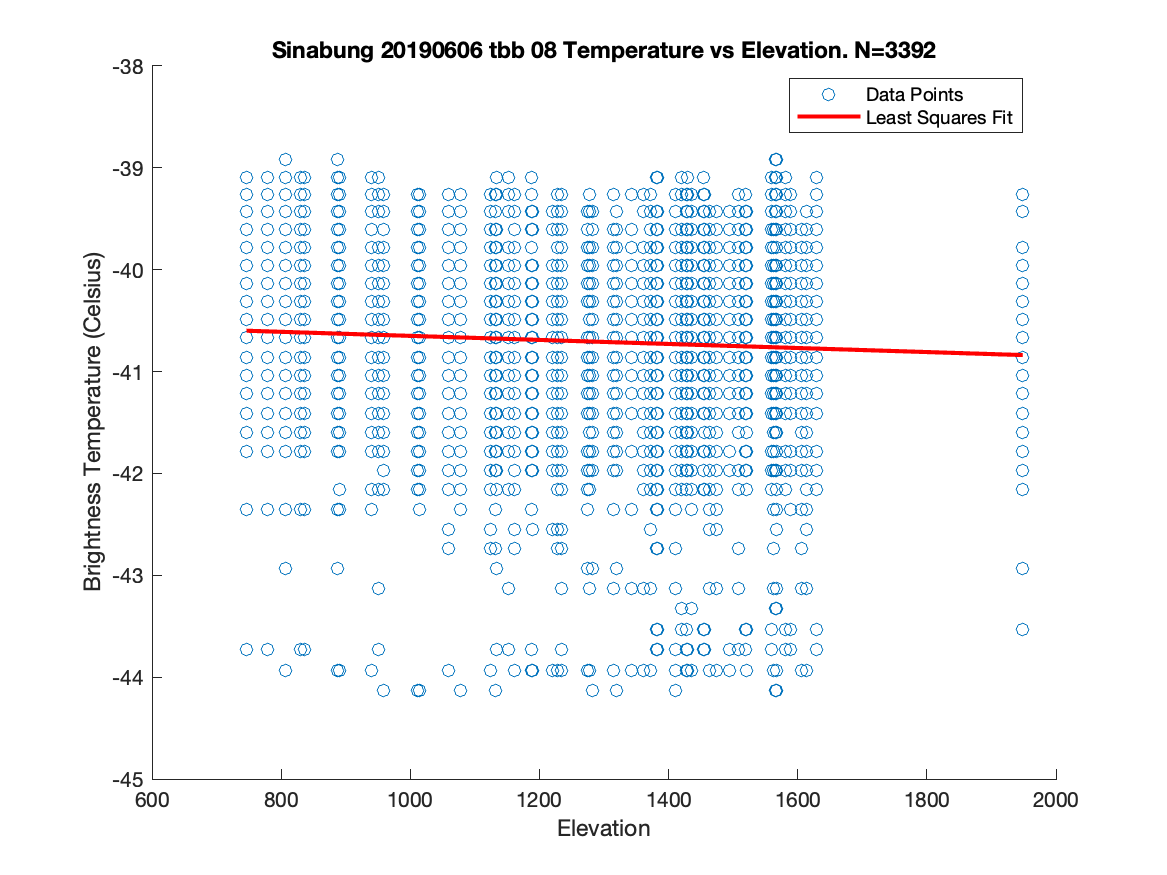 Sinabung 20190606 tbb 08 Temperature vs Elevation. N=3392
Data Points
Least Squares Fit
Brightness Temperature (Celsius)
-38
-39
-40
-41
-42
-43
-44
-45
600 800 1000 1200 1400 1600 1800 2000
Elevation